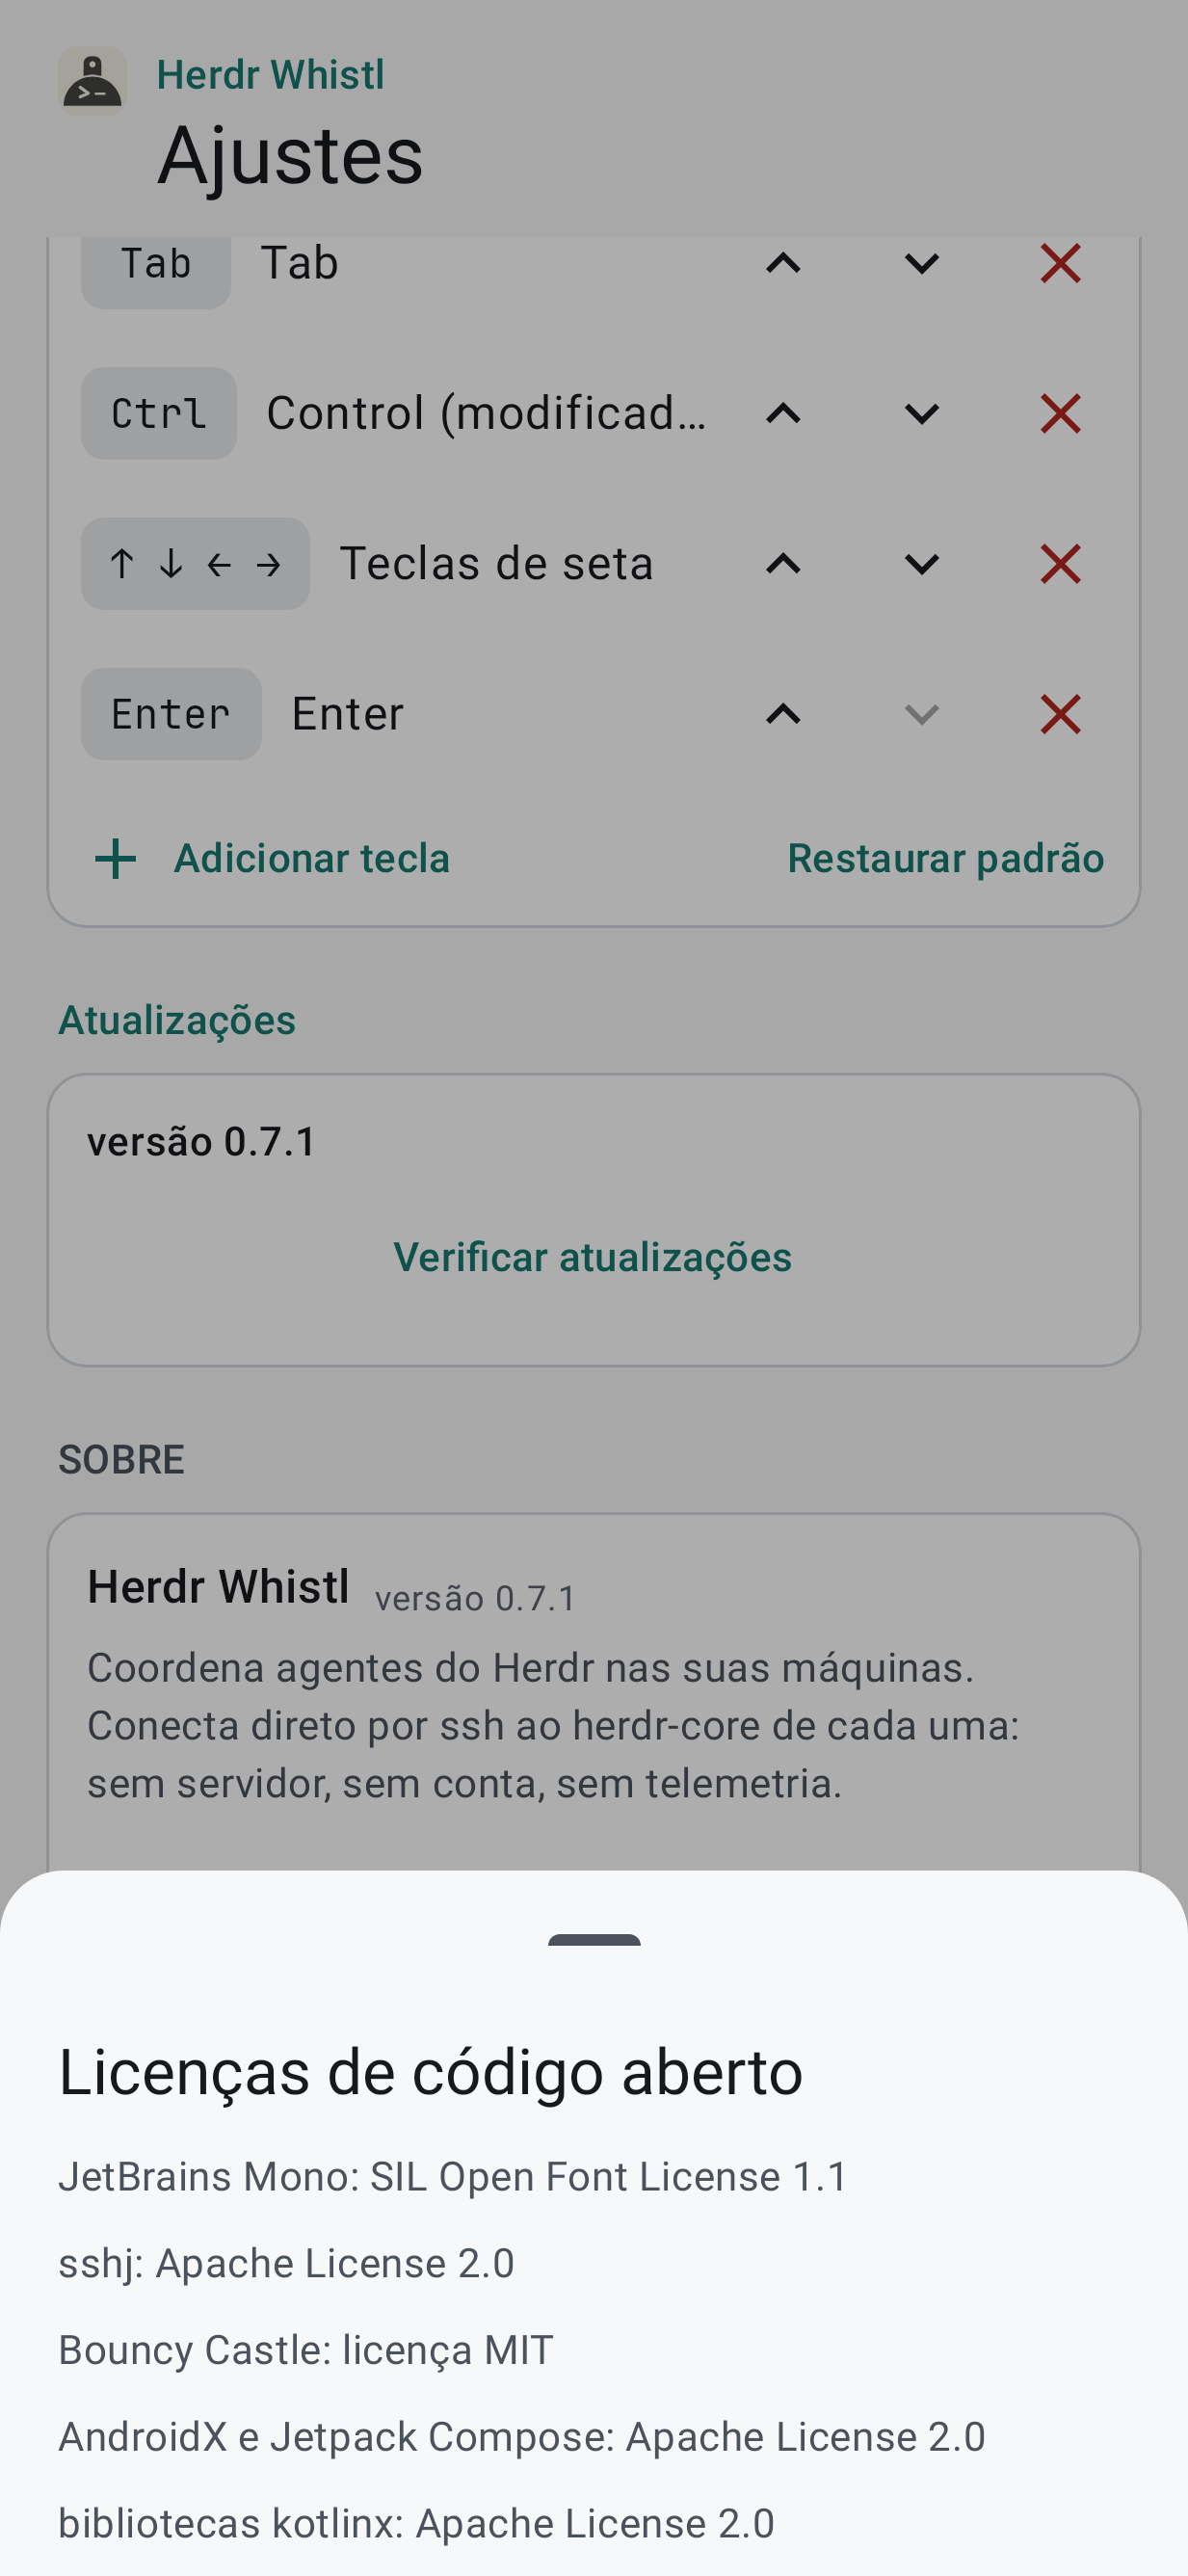 Herdr Whistl
Ajustes
Tab Tab
Ctrl Control (modificad...
↑ ↓ ← → Teclas de seta
Enter Enter
Adicionar tecla Restaurar padrão
Atualizações
versão 0.7.1
Verificar atualizações
SOBRE
Herdr Whistl versão 0.7.1
Coordena agentes do Herdr nas suas máquinas.
Conecta direto por ssh ao herdr-core de cada uma:
sem servidor, sem conta, sem telemetria.
Licenças de código aberto
JetBrains Mono: SIL Open Font License 1.1
sshj: Apache License 2.0
Bouncy Castle: licença MIT
AndroidX e Jetpack Compose: Apache License 2.0
bibliotecas kotlinx: Apache License 2.0